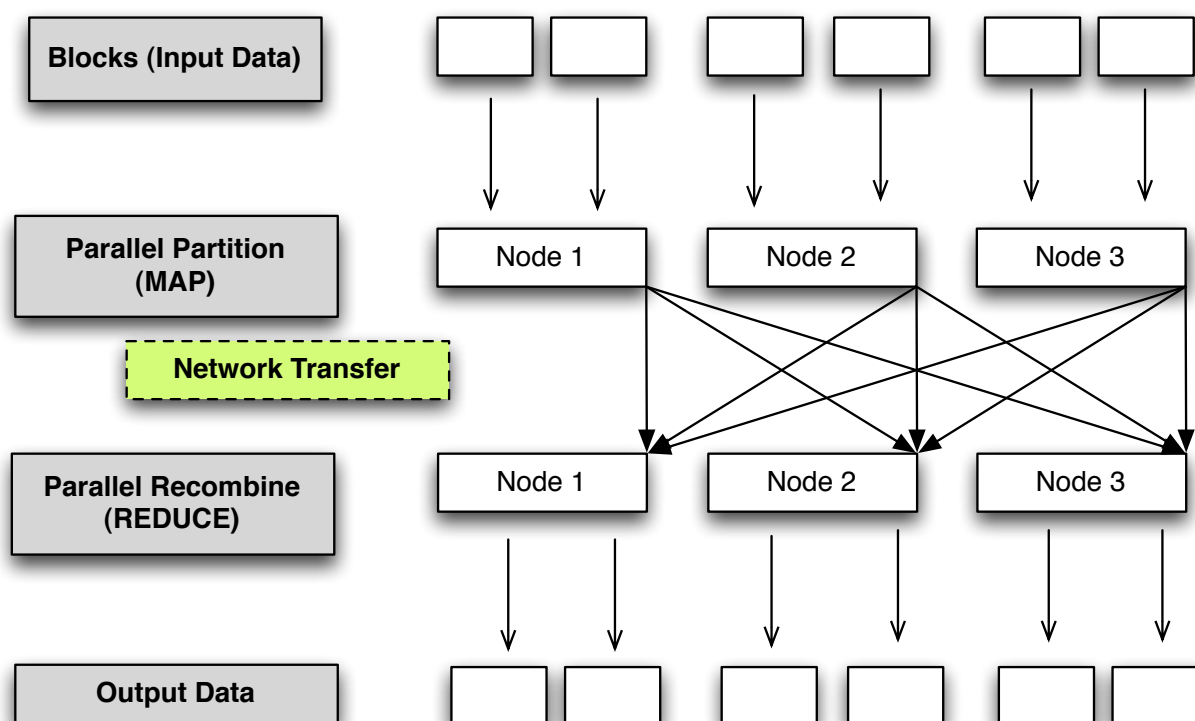 Blocks (Input Data)
Parallel Partition
(MAP)
Node 1
Node 2
Node 3
Network Transfer
Parallel Recombine
(REDUCE)
Node 1
Node 2
Node 3
Output Data